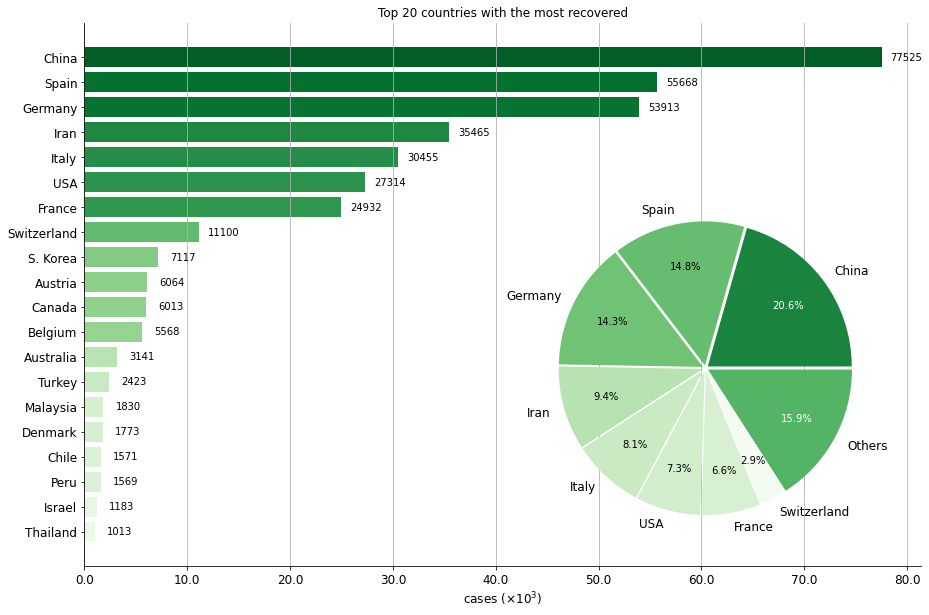 Top 20 countries with the most recovered
China 77525
Spain 55668
Germany 53913
Iran 35465
Italy 30455
USA 27314
France 24932
Switzerland 11100
S. Korea 7117
Austria 6064
Canada 6013
Belgium 5568
Australia 3141
Turkey 2423
Malaysia 1830
Denmark 1773
Chile 1571
Peru 1569
Israel 1183
Thailand 1013
0.0 10.0 20.0 30.0 40.0 50.0 60.0 70.0 80.0
cases (×10³)
China 20.6%
Spain 14.8%
Germany 14.3%
Iran 9.4%
Italy 8.1%
USA 7.3%
France 6.6%
Switzerland 2.9%
Others 15.9%